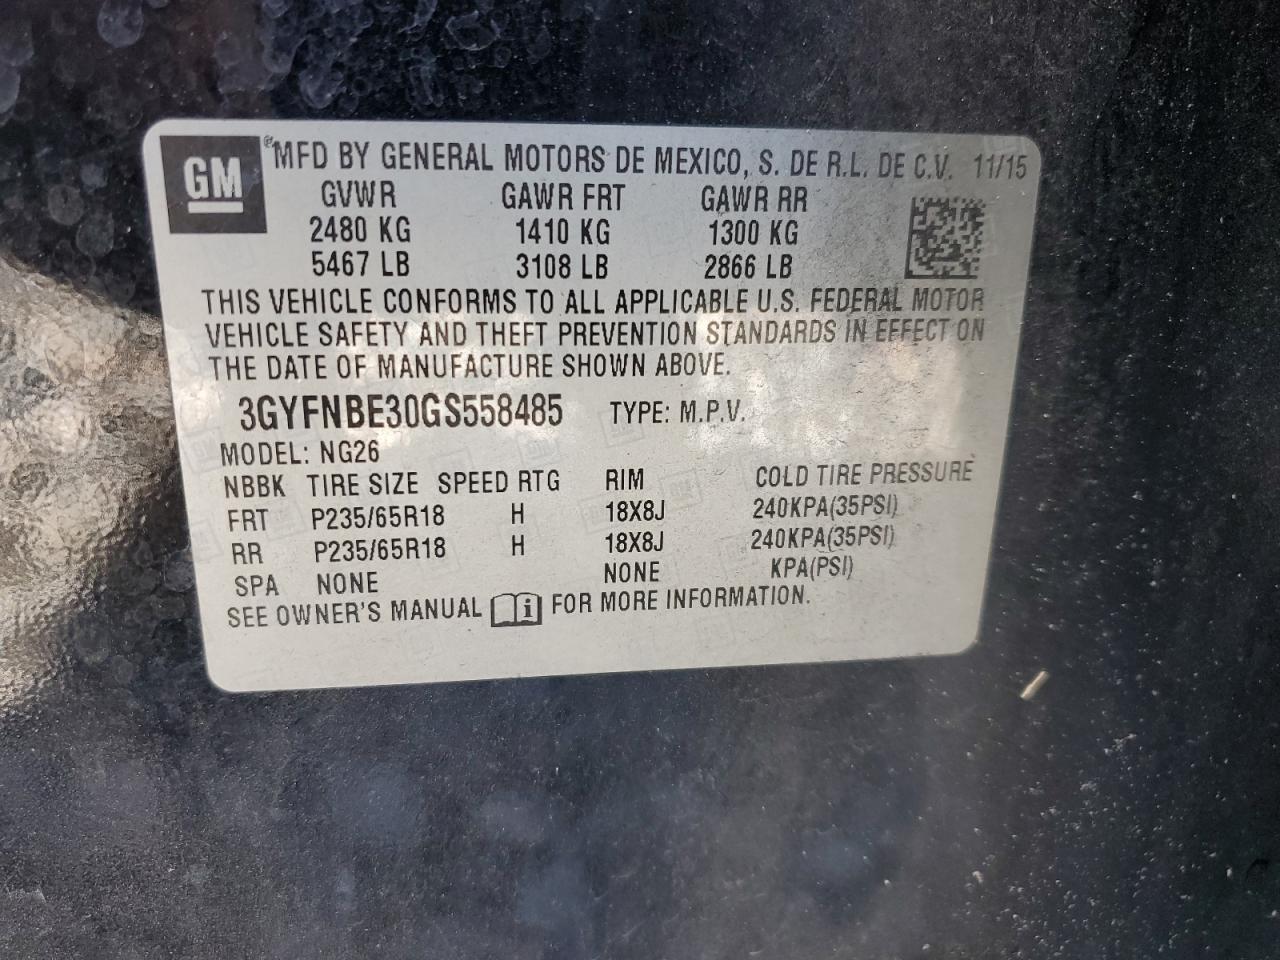 GM ® MFD BY GENERAL MOTORS DE MEXICO, S. DE R.L. DE C.V. 11/15
GVWR GAWR FRT GAWR RR
2480 KG 1410 KG 1300 KG
5467 LB 3108 LB 2866 LB
THIS VEHICLE CONFORMS TO ALL APPLICABLE U.S. FEDERAL MOTOR
VEHICLE SAFETY AND THEFT PREVENTION STANDARDS IN EFFECT ON
THE DATE OF MANUFACTURE SHOWN ABOVE.
3GYFNBE30GS558485 TYPE: M.P.V.
MODEL: NG26
NBBK TIRE SIZE SPEED RTG RIM COLD TIRE PRESSURE
FRT P235/65R18 H 18X8J 240KPA(35PSI)
RR P235/65R18 H 18X8J 240KPA(35PSI)
SPA NONE NONE KPA(PSI)
SEE OWNER'S MANUAL i FOR MORE INFORMATION.